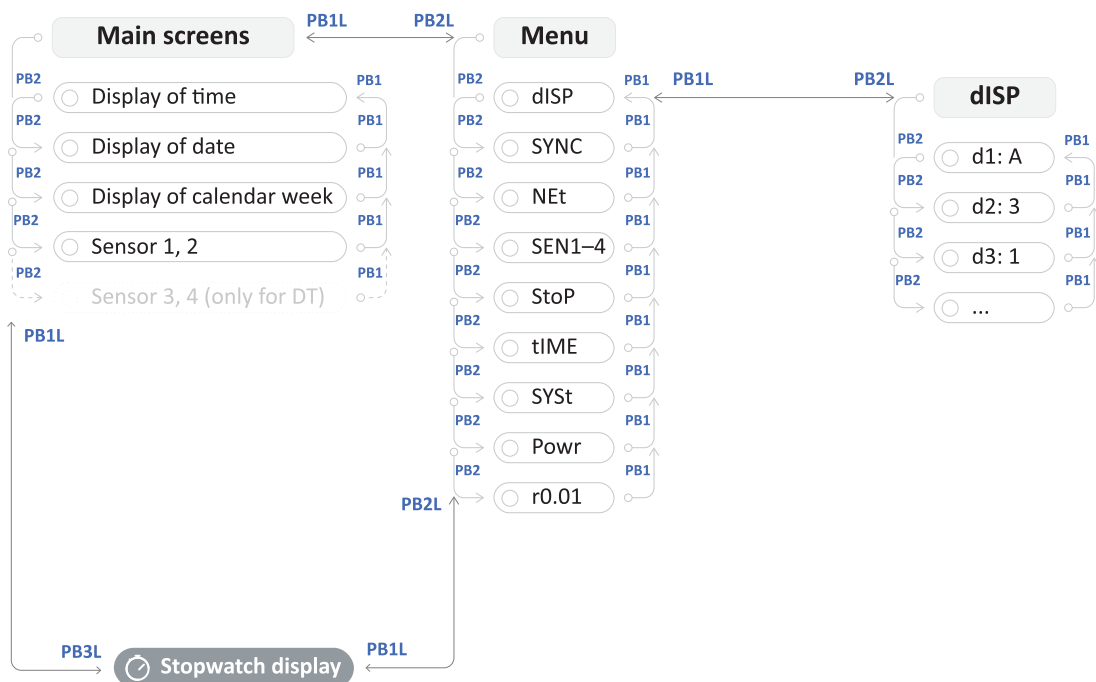 Main screens
PB1L
PB2L
Menu
PB2
PB1
Display of time
PB2
PB1
Display of date
PB2
PB1
Display of calendar week
PB2
PB1
Sensor 1, 2
PB2
PB1
Sensor 3, 4 (only for DT)
PB1L
PB2
PB1
dISP
PB2
PB1
SYNC
PB2
PB1
NEt
PB2
PB1
SEN1–4
PB2
PB1
StoP
PB2
PB1
tIME
PB2
PB1
SYSt
PB2
PB1
Powr
PB2
PB1
r0.01
PB2L
PB1L
PB2L
dISP
PB2
PB1
d1: A
PB2
PB1
d2: 3
PB2
PB1
d3: 1
PB2
PB1
...
PB3L
Stopwatch display
PB1L